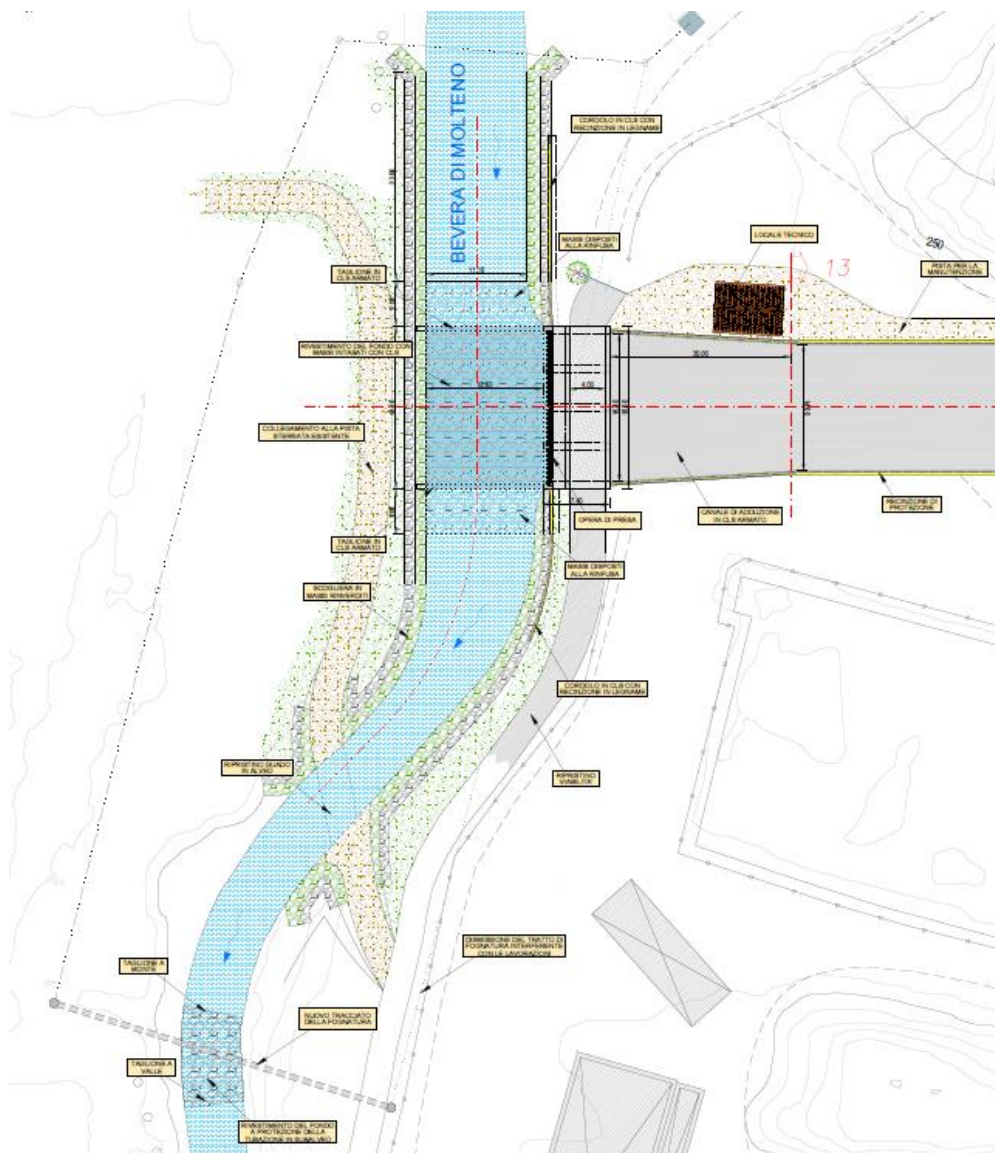 BEVERA DI MOLTENO
CORDOLO IN CLS CON
RECINZIONE IN LEGNAME
MASSI DISPOSTI
ALLA RINFUSA
LOCALE TECNICO
250
PISTA PER LA
MANUTENZIONE
13
TAGLIONE IN
CLS ARMATO
RIVESTIMENTO DEL FONDO CON
MASSI INTASATI CON CLS
20.00
4.00
COLLEGAMENTO ALLA PISTA
STERRATA ESISTENTE
RECINZIONE DI
PROTEZIONE
OPERA DI PRESA
CANALE DI ADDUZIONE
IN CLS ARMATO
TAGLIONE IN
CLS ARMATO
MASSI DISPOSTI
ALLA RINFUSA
SCOGLIERA IN
MASSI RINVERDITI
CORDOLO IN CLS CON
RECINZIONE IN LEGNAME
RIPRISTINO GUADO
IN ALVEO
RIPRISTINO
VIABILITA'
DISMISSIONE DEL TRATTO DI
FOGNATURA INTERFERENTE
CON LE LAVORAZIONI
TAGLIONE A
MONTE
NUOVO TRACCIATO
DELLA FOGNATURA
TAGLIONE A
VALLE
RIVESTIMENTO DEL FONDO
A PROTEZIONE DELLA
TUBAZIONE IN SUBALVEO